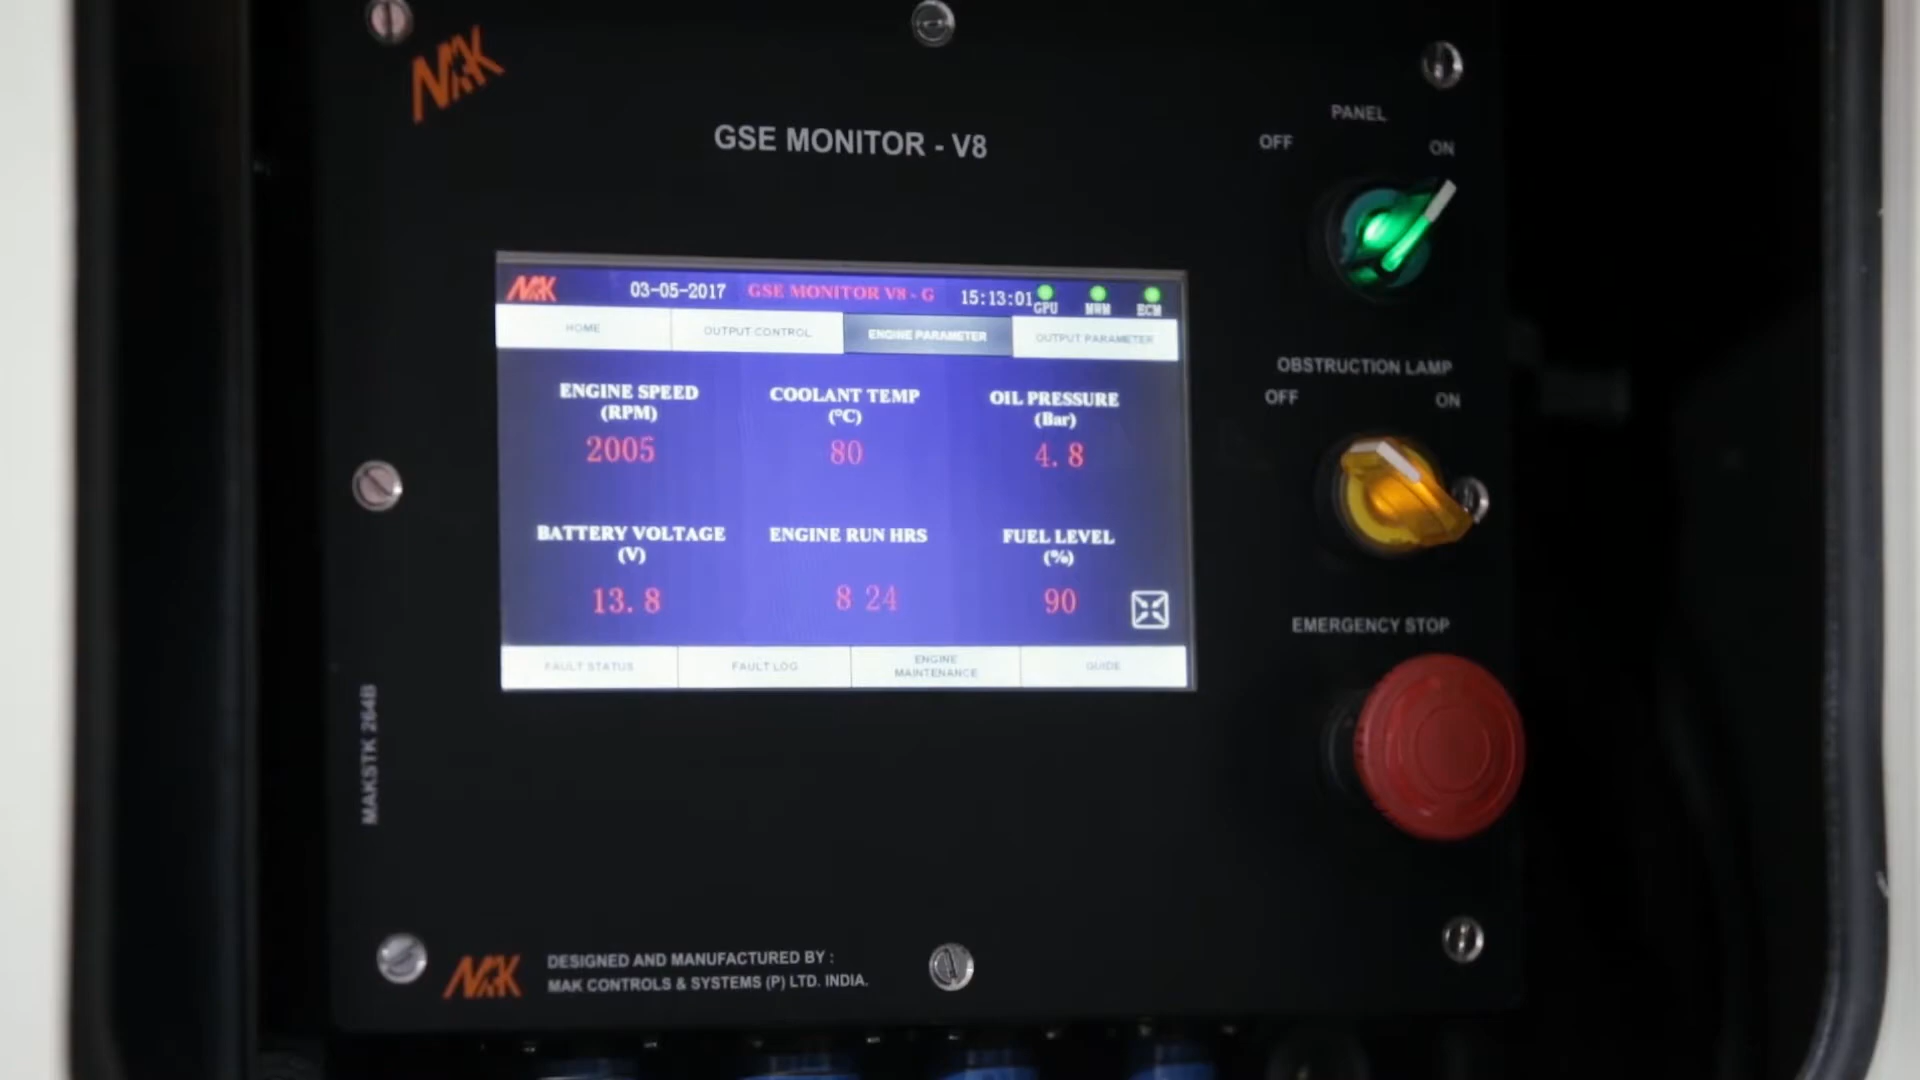 MAK
GSE MONITOR - V8
PANEL
OFF
ON
MAK
03-05-2017
GSE MONITOR V8 - G
15:13:01
GPU
MWM
ECM
HOME
OUTPUT CONTROL
ENGINE PARAMETER
OUTPUT PARAMETER
ENGINE SPEED
(RPM)
2005
COOLANT TEMP
(°C)
80
OIL PRESSURE
(Bar)
4. 8
BATTERY VOLTAGE
(V)
13. 8
ENGINE RUN HRS
8 24
FUEL LEVEL
(%)
90
FAULT STATUS
FAULT LOG
ENGINE
MAINTENANCE
GUIDE
OBSTRUCTION LAMP
OFF
ON
EMERGENCY STOP
MAKSTK 264B
MAK
DESIGNED AND MANUFACTURED BY :
MAK CONTROLS & SYSTEMS (P) LTD. INDIA.